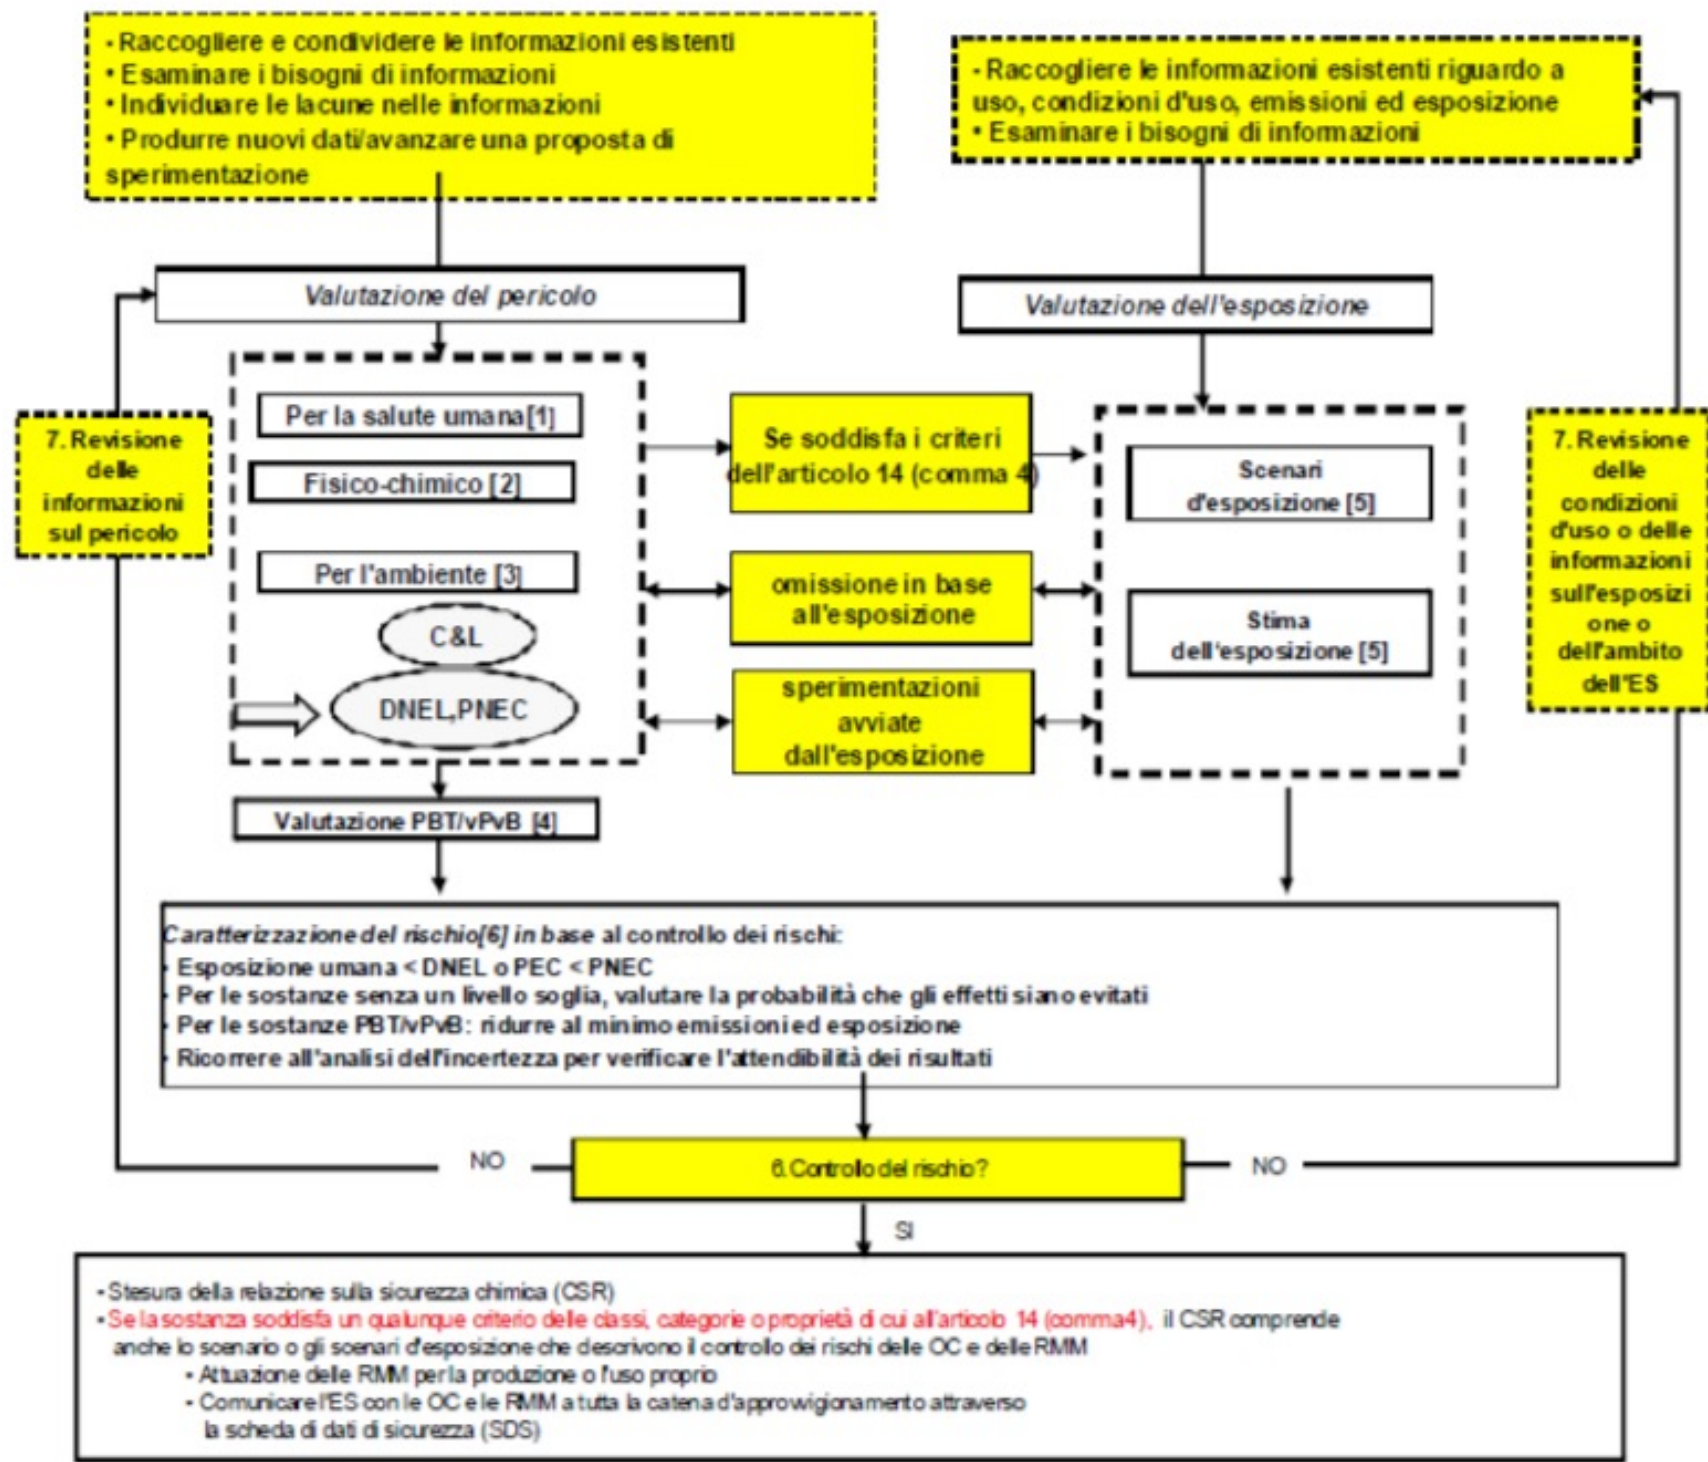 - Raccogliere e condividere le informazioni esistenti
• Esaminare i bisogni di informazioni
• Individuare le lacune nelle informazioni
• Produrre nuovi dati/avanzare una proposta di
sperimentazione
- Raccogliere le informazioni esistenti riguardo a
uso, condizioni d'uso, emissioni ed esposizione
• Esaminare i bisogni di informazioni
Valutazione del pericolo
Valutazione dell'esposizione
7. Revisione
delle
informazioni
sul pericolo
Per la salute umana[1]
Fisico-chimico [2]
Per l'ambiente [3]
C&L
DNEL,PNEC
Valutazione PBT/vPvB [4]
Se soddisfa i criteri
dell'articolo 14 (comma 4)
omissione in base
all'esposizione
sperimentazioni
avviate
dall'esposizione
Scenari
d'esposizione [5]
Stima
dell'esposizione [5]
7. Revisione
delle
condizioni
d'uso o delle
informazioni
sull'esposizi
one o
dell'ambito
dell'ES
Caratterizzazione del rischio[6] in base al controllo dei rischi:
• Esposizione umana < DNEL o PEC < PNEC
• Per le sostanze senza un livello soglia, valutare la probabilità che gli effetti siano evitati
• Per le sostanze PBT/vPvB: ridurre al minimo emissioni ed esposizione
• Ricorrere all'analisi dell'incertezza per verificare l'attendibilità dei risultati
NO
6.Controllo del rischio?
NO
SI
- Stesura della relazione sulla sicurezza chimica (CSR)
- Se la sostanza soddisfa un qualunque criterio delle classi, categorie o proprietà di cui all'articolo 14 (comma4), il CSR comprende
anche lo scenario o gli scenari d'esposizione che descrivono il controllo dei rischi delle OC e delle RMM
- Attuazione delle RMM per la produzione o l'uso proprio
- Comunicare l'ES con le OC e le RMM a tutta la catena d'approvvigionamento attraverso
la scheda di dati di sicurezza (SDS)